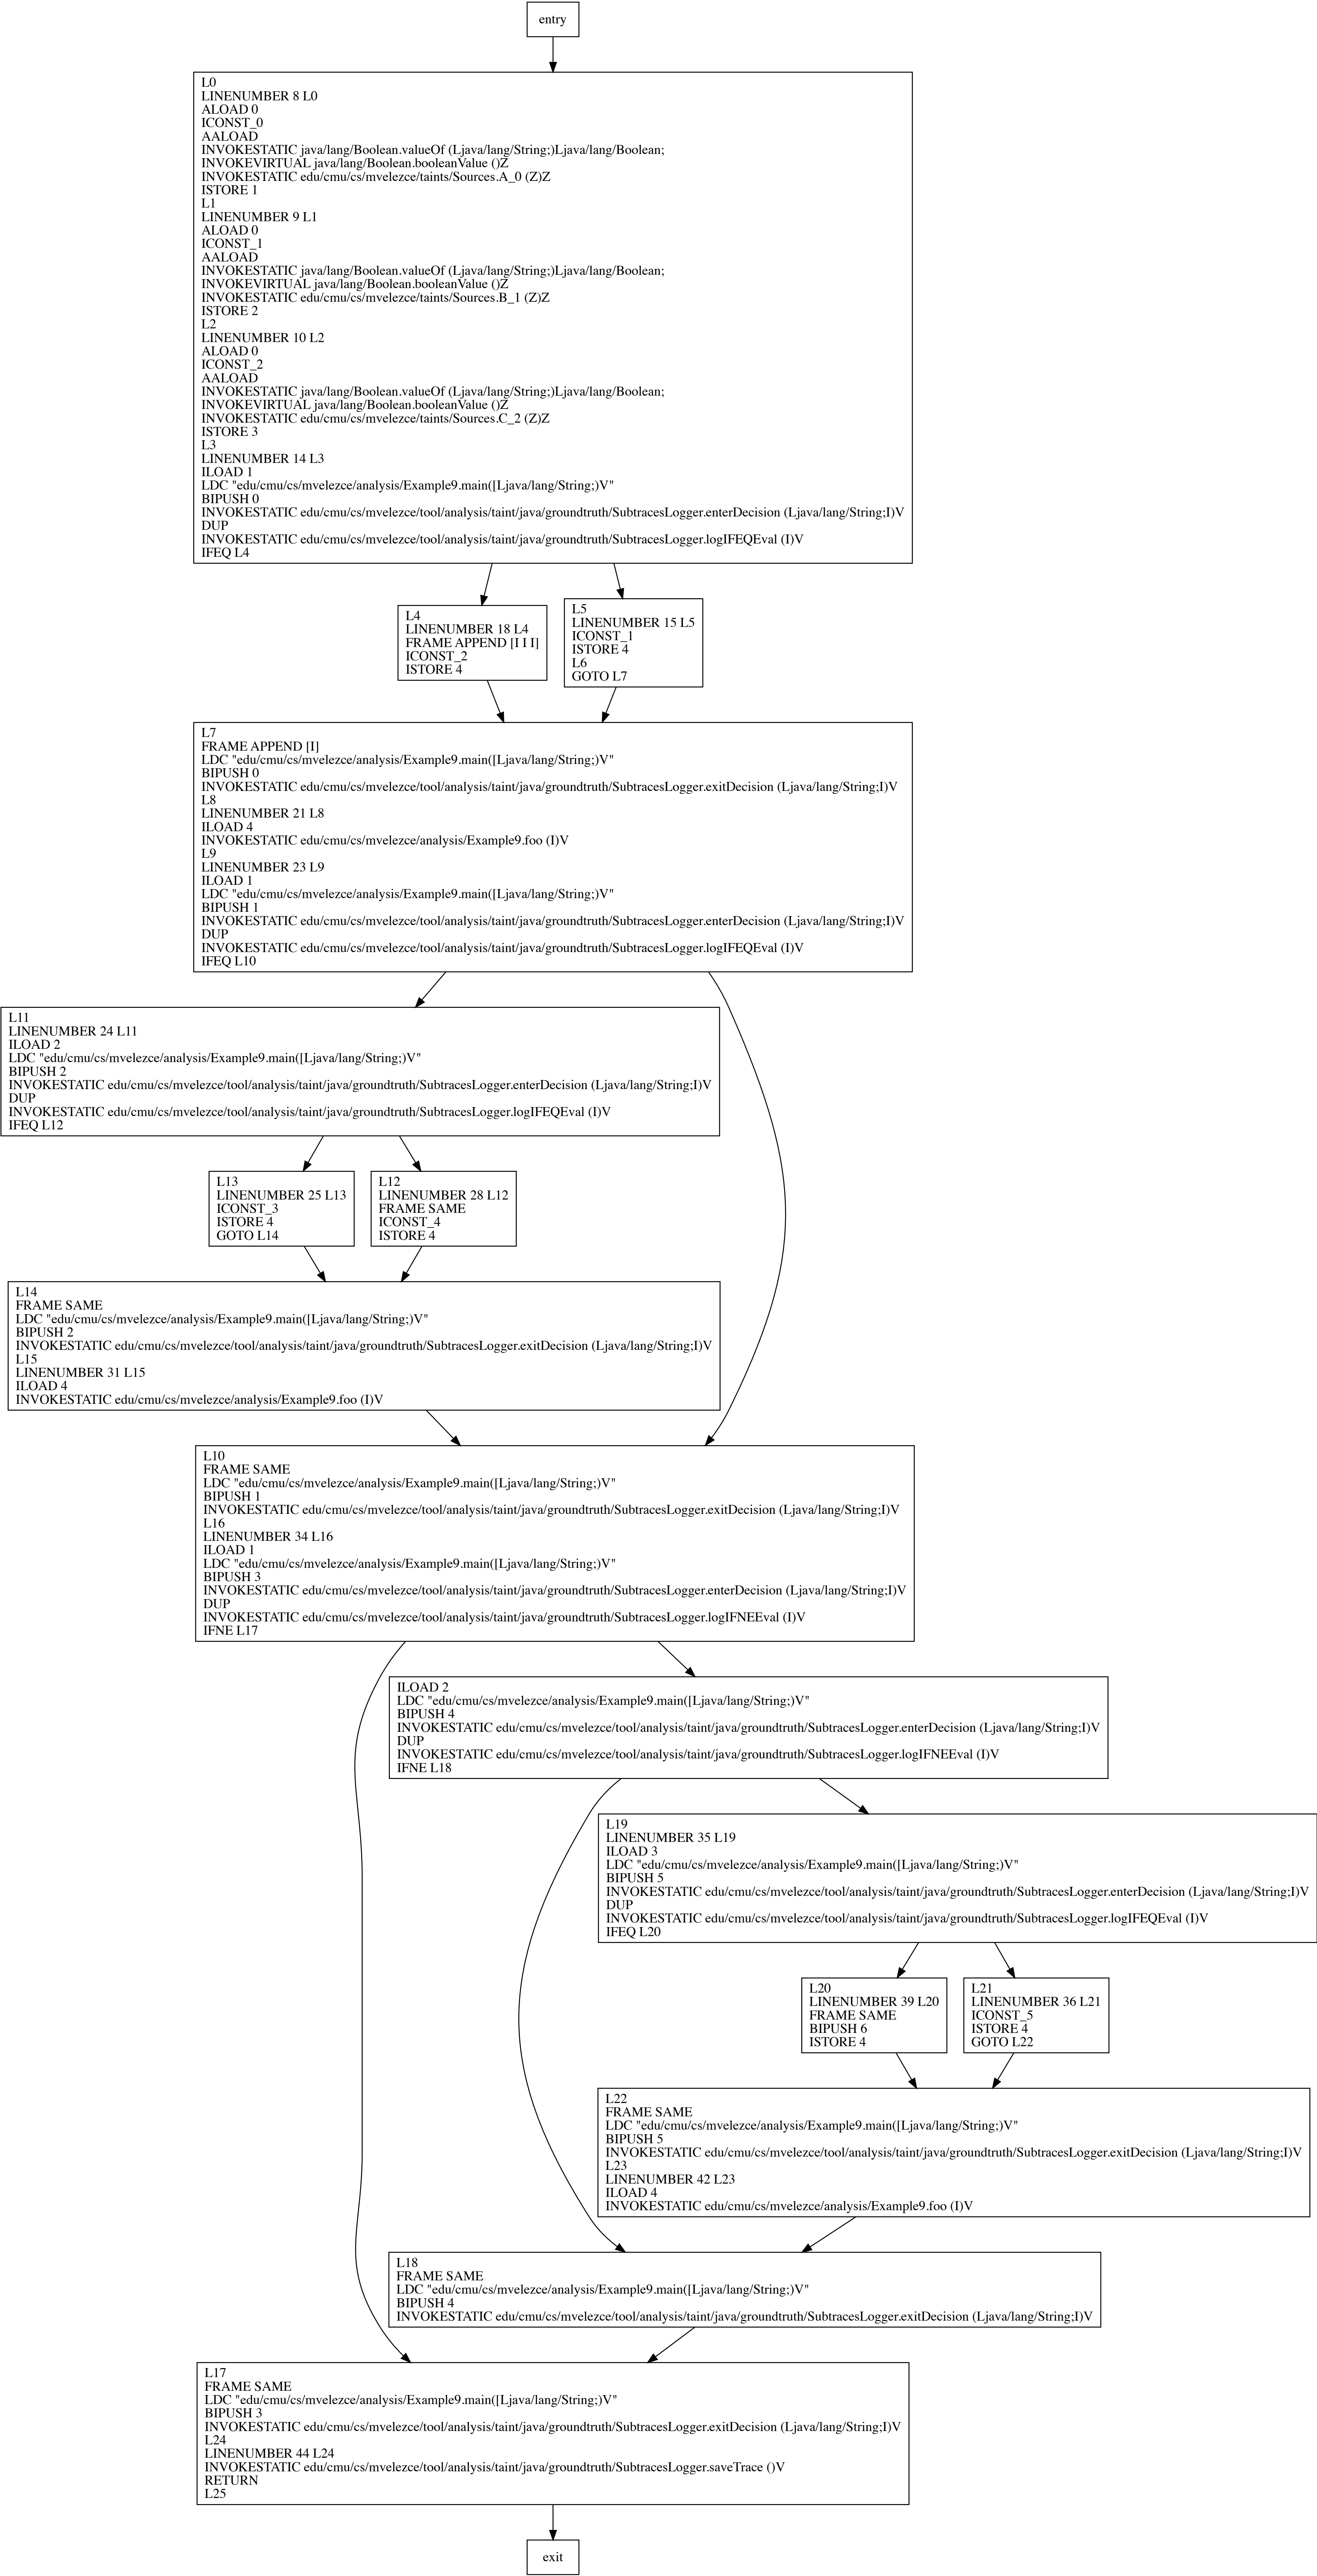 entry
L0
LINENUMBER 8 L0
ALOAD 0
ICONST_0
AALOAD
INVOKESTATIC java/lang/Boolean.valueOf (Ljava/lang/String;)Ljava/lang/Boolean;
INVOKEVIRTUAL java/lang/Boolean.booleanValue ()Z
INVOKESTATIC edu/cmu/cs/mvelezce/taints/Sources.A_0 (Z)Z
ISTORE 1
L1
LINENUMBER 9 L1
ALOAD 0
ICONST_1
AALOAD
INVOKESTATIC java/lang/Boolean.valueOf (Ljava/lang/String;)Ljava/lang/Boolean;
INVOKEVIRTUAL java/lang/Boolean.booleanValue ()Z
INVOKESTATIC edu/cmu/cs/mvelezce/taints/Sources.B_1 (Z)Z
ISTORE 2
L2
LINENUMBER 10 L2
ALOAD 0
ICONST_2
AALOAD
INVOKESTATIC java/lang/Boolean.valueOf (Ljava/lang/String;)Ljava/lang/Boolean;
INVOKEVIRTUAL java/lang/Boolean.booleanValue ()Z
INVOKESTATIC edu/cmu/cs/mvelezce/taints/Sources.C_2 (Z)Z
ISTORE 3
L3
LINENUMBER 14 L3
ILOAD 1
LDC "edu/cmu/cs/mvelezce/analysis/Example9.main([Ljava/lang/String;)V"
BIPUSH 0
INVOKESTATIC edu/cmu/cs/mvelezce/tool/analysis/taint/java/groundtruth/SubtracesLogger.enterDecision (Ljava/lang/String;I)V
DUP
INVOKESTATIC edu/cmu/cs/mvelezce/tool/analysis/taint/java/groundtruth/SubtracesLogger.logIFEQEval (I)V
IFEQ L4
L4
LINENUMBER 18 L4
FRAME APPEND [I I I]
ICONST_2
ISTORE 4
L5
LINENUMBER 15 L5
ICONST_1
ISTORE 4
L6
GOTO L7
L7
FRAME APPEND [I]
LDC "edu/cmu/cs/mvelezce/analysis/Example9.main([Ljava/lang/String;)V"
BIPUSH 0
INVOKESTATIC edu/cmu/cs/mvelezce/tool/analysis/taint/java/groundtruth/SubtracesLogger.exitDecision (Ljava/lang/String;I)V
L8
LINENUMBER 21 L8
ILOAD 4
INVOKESTATIC edu/cmu/cs/mvelezce/analysis/Example9.foo (I)V
L9
LINENUMBER 23 L9
ILOAD 1
LDC "edu/cmu/cs/mvelezce/analysis/Example9.main([Ljava/lang/String;)V"
BIPUSH 1
INVOKESTATIC edu/cmu/cs/mvelezce/tool/analysis/taint/java/groundtruth/SubtracesLogger.enterDecision (Ljava/lang/String;I)V
DUP
INVOKESTATIC edu/cmu/cs/mvelezce/tool/analysis/taint/java/groundtruth/SubtracesLogger.logIFEQEval (I)V
IFEQ L10
L11
LINENUMBER 24 L11
ILOAD 2
LDC "edu/cmu/cs/mvelezce/analysis/Example9.main([Ljava/lang/String;)V"
BIPUSH 2
INVOKESTATIC edu/cmu/cs/mvelezce/tool/analysis/taint/java/groundtruth/SubtracesLogger.enterDecision (Ljava/lang/String;I)V
DUP
INVOKESTATIC edu/cmu/cs/mvelezce/tool/analysis/taint/java/groundtruth/SubtracesLogger.logIFEQEval (I)V
IFEQ L12
L13
LINENUMBER 25 L13
ICONST_3
ISTORE 4
GOTO L14
L12
LINENUMBER 28 L12
FRAME SAME
ICONST_4
ISTORE 4
L14
FRAME SAME
LDC "edu/cmu/cs/mvelezce/analysis/Example9.main([Ljava/lang/String;)V"
BIPUSH 2
INVOKESTATIC edu/cmu/cs/mvelezce/tool/analysis/taint/java/groundtruth/SubtracesLogger.exitDecision (Ljava/lang/String;I)V
L15
LINENUMBER 31 L15
ILOAD 4
INVOKESTATIC edu/cmu/cs/mvelezce/analysis/Example9.foo (I)V
L10
FRAME SAME
LDC "edu/cmu/cs/mvelezce/analysis/Example9.main([Ljava/lang/String;)V"
BIPUSH 1
INVOKESTATIC edu/cmu/cs/mvelezce/tool/analysis/taint/java/groundtruth/SubtracesLogger.exitDecision (Ljava/lang/String;I)V
L16
LINENUMBER 34 L16
ILOAD 1
LDC "edu/cmu/cs/mvelezce/analysis/Example9.main([Ljava/lang/String;)V"
BIPUSH 3
INVOKESTATIC edu/cmu/cs/mvelezce/tool/analysis/taint/java/groundtruth/SubtracesLogger.enterDecision (Ljava/lang/String;I)V
DUP
INVOKESTATIC edu/cmu/cs/mvelezce/tool/analysis/taint/java/groundtruth/SubtracesLogger.logIFNEEval (I)V
IFNE L17
ILOAD 2
LDC "edu/cmu/cs/mvelezce/analysis/Example9.main([Ljava/lang/String;)V"
BIPUSH 4
INVOKESTATIC edu/cmu/cs/mvelezce/tool/analysis/taint/java/groundtruth/SubtracesLogger.enterDecision (Ljava/lang/String;I)V
DUP
INVOKESTATIC edu/cmu/cs/mvelezce/tool/analysis/taint/java/groundtruth/SubtracesLogger.logIFNEEval (I)V
IFNE L18
L19
LINENUMBER 35 L19
ILOAD 3
LDC "edu/cmu/cs/mvelezce/analysis/Example9.main([Ljava/lang/String;)V"
BIPUSH 5
INVOKESTATIC edu/cmu/cs/mvelezce/tool/analysis/taint/java/groundtruth/SubtracesLogger.enterDecision (Ljava/lang/String;I)V
DUP
INVOKESTATIC edu/cmu/cs/mvelezce/tool/analysis/taint/java/groundtruth/SubtracesLogger.logIFEQEval (I)V
IFEQ L20
L20
LINENUMBER 39 L20
FRAME SAME
BIPUSH 6
ISTORE 4
L21
LINENUMBER 36 L21
ICONST_5
ISTORE 4
GOTO L22
L22
FRAME SAME
LDC "edu/cmu/cs/mvelezce/analysis/Example9.main([Ljava/lang/String;)V"
BIPUSH 5
INVOKESTATIC edu/cmu/cs/mvelezce/tool/analysis/taint/java/groundtruth/SubtracesLogger.exitDecision (Ljava/lang/String;I)V
L23
LINENUMBER 42 L23
ILOAD 4
INVOKESTATIC edu/cmu/cs/mvelezce/analysis/Example9.foo (I)V
L18
FRAME SAME
LDC "edu/cmu/cs/mvelezce/analysis/Example9.main([Ljava/lang/String;)V"
BIPUSH 4
INVOKESTATIC edu/cmu/cs/mvelezce/tool/analysis/taint/java/groundtruth/SubtracesLogger.exitDecision (Ljava/lang/String;I)V
L17
FRAME SAME
LDC "edu/cmu/cs/mvelezce/analysis/Example9.main([Ljava/lang/String;)V"
BIPUSH 3
INVOKESTATIC edu/cmu/cs/mvelezce/tool/analysis/taint/java/groundtruth/SubtracesLogger.exitDecision (Ljava/lang/String;I)V
L24
LINENUMBER 44 L24
INVOKESTATIC edu/cmu/cs/mvelezce/tool/analysis/taint/java/groundtruth/SubtracesLogger.saveTrace ()V
RETURN
L25
exit